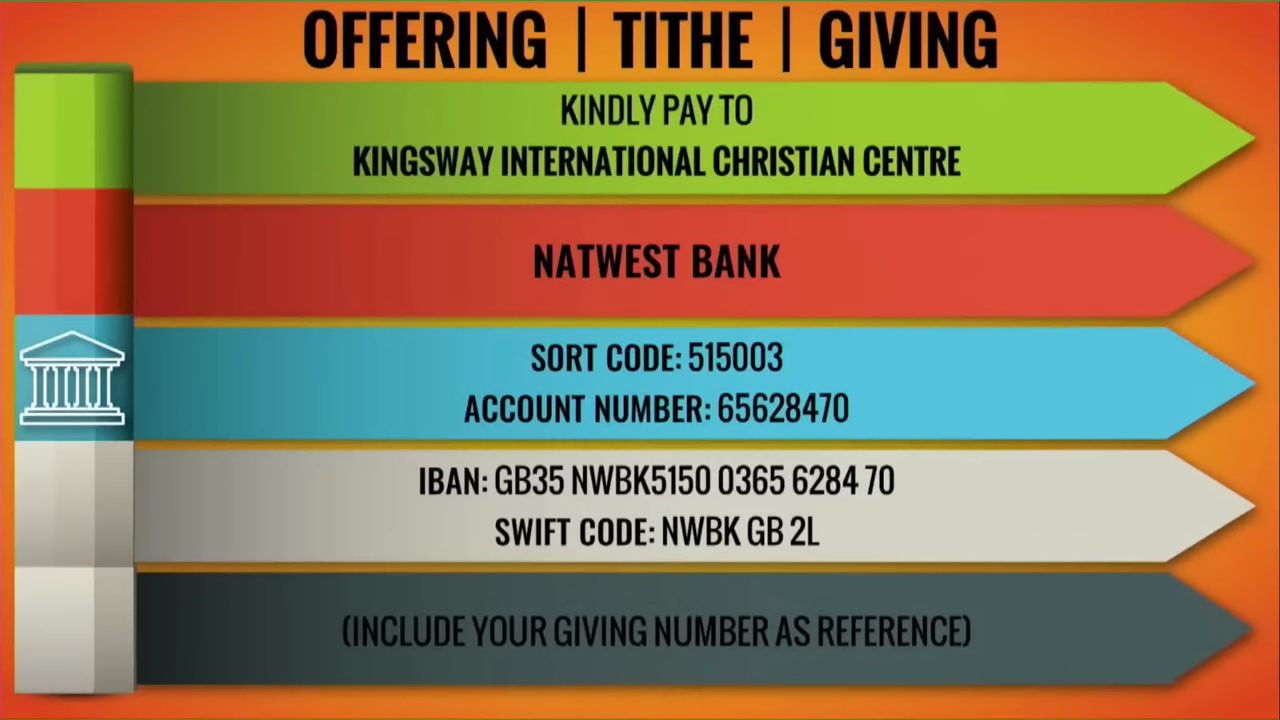 OFFERING | TITHE | GIVING
KINDLY PAY TO
KINGSWAY INTERNATIONAL CHRISTIAN CENTRE
NATWEST BANK
SORT CODE: 515003
ACCOUNT NUMBER: 65628470
IBAN: GB35 NWBK5150 0365 6284 70
SWIFT CODE: NWBK GB 2L
(INCLUDE YOUR GIVING NUMBER AS REFERENCE)